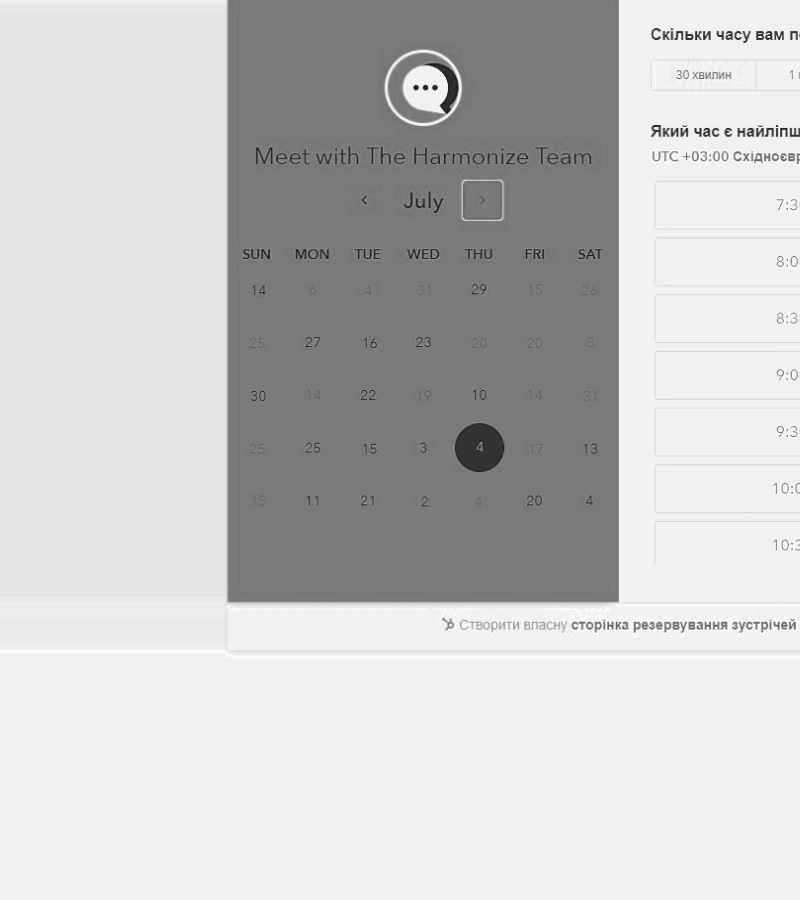 Meet with The Harmonize Team
July
SUN MON TUE WED THU FRI SAT
14 6 4 31 29 15 26
25 27 16 23 20 20 8
30 14 22 19 10 14 31
25 25 15 3 4 17 13
15 11 21 2 4 20 4
Скільки часу вам
30 хвилин 1
Який час є
UTC +03:00
7:3
8:0
8:3
9:0
9:3
10:0
10:3
Створити власну сторінка резервування зустрічей